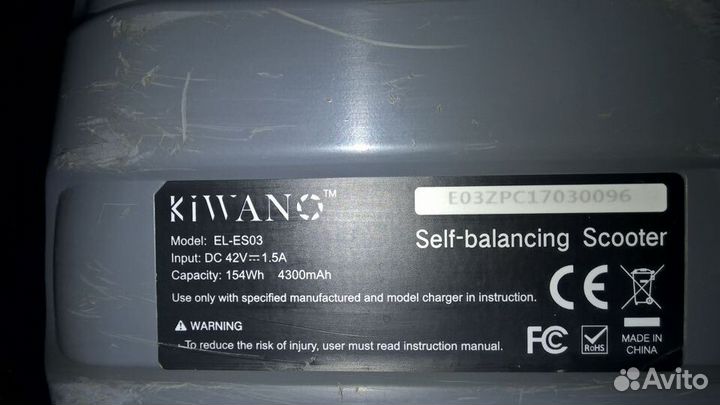 KiWANO™
E03ZPC17030096
Self-balancing Scooter
Model: EL-ES03
Input: DC 42V⎓1.5A
Capacity: 154Wh 4300mAh
Use only with specified manufactured and model charger in instruction.
⚠ WARNING
- To reduce the risk of injury, user must read instruction manual.
CE
FC
RoHS
MADE IN
CHINA
Avito